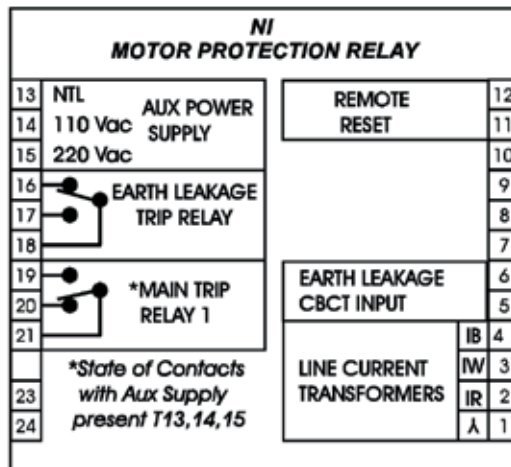 NI
MOTOR PROTECTION RELAY
13 NTL
14 110 Vac
15 220 Vac
AUX POWER
SUPPLY
16
17
18
EARTH LEAKAGE
TRIP RELAY
19
20
21
*MAIN TRIP
RELAY 1
*State of Contacts
with Aux Supply
present T13,14,15
23
24
REMOTE
RESET
12
11
10
9
8
7
EARTH LEAKAGE
CBCT INPUT
6
5
LINE CURRENT
TRANSFORMERS
IB 4
IW 3
IR 2
⅄ 1